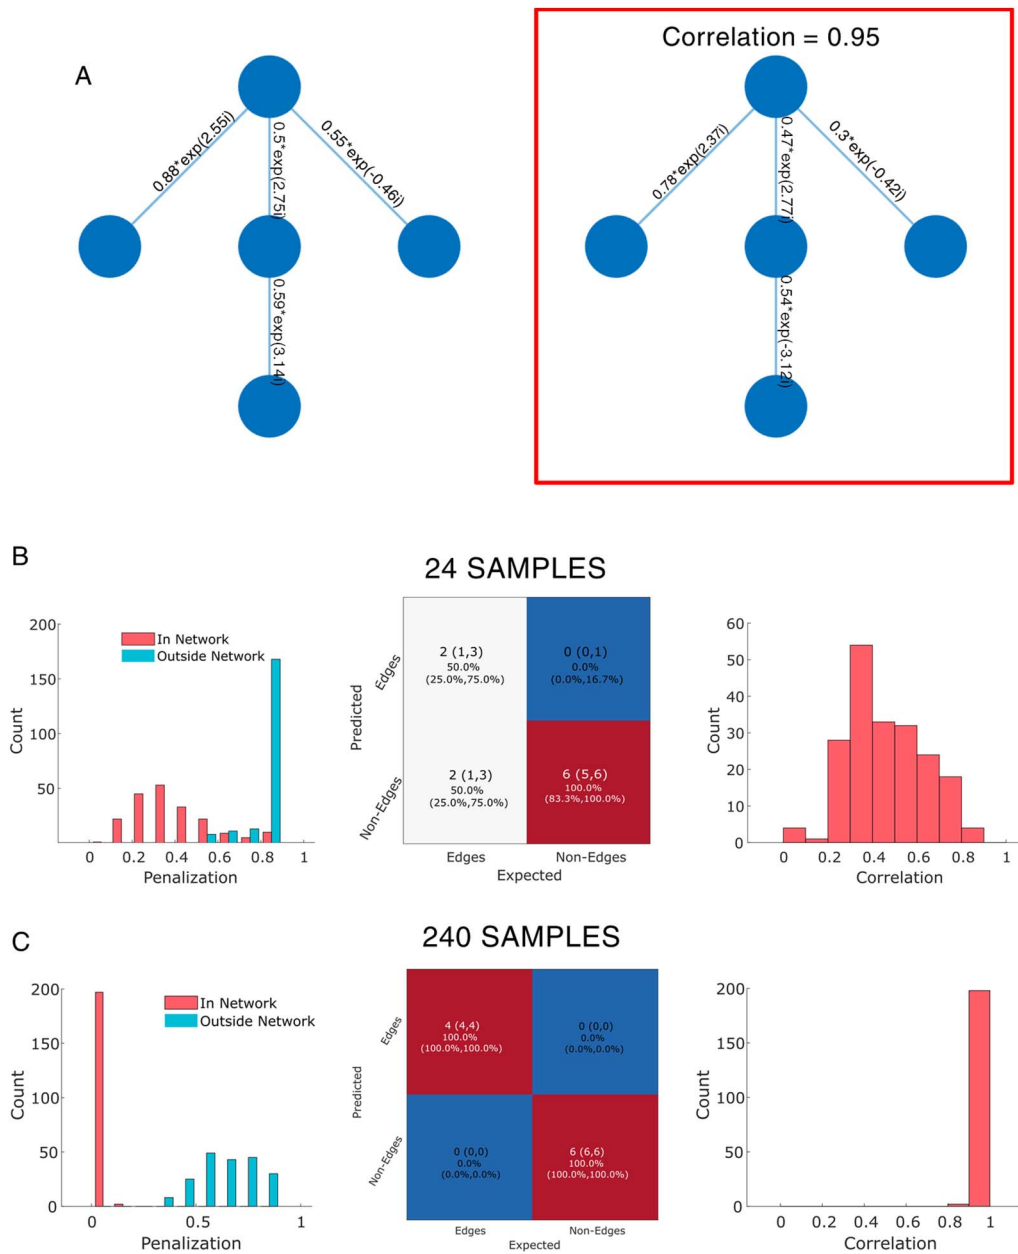 Correlation = 0.95
A
0.88*exp(2.55i)
0.5*exp(2.75i)
0.55*exp(-0.46i)
0.59*exp(3.14i)
0.78*exp(2.37i)
0.47*exp(2.77i)
0.3*exp(-0.42i)
0.54*exp(-3.12i)
B
24 SAMPLES
200
150
100
50
Count
In Network
Outside Network
0 0.2 0.4 0.6 0.8 1
Penalization
Predicted
Edges
Non-Edges
2 (1,3)
50.0%
(25.0%,75.0%)
0 (0,1)
0.0%
(0.0%,16.7%)
2 (1,3)
50.0%
(25.0%,75.0%)
6 (5,6)
100.0%
(83.3%,100.0%)
Edges Non-Edges
Expected
60
50
40
30
20
10
0
Count
0 0.2 0.4 0.6 0.8 1
Correlation
C
240 SAMPLES
200
150
100
50
0
Count
In Network
Outside Network
0 0.5 1
Penalization
Predicted
Edges
Non-Edges
4 (4,4)
100.0%
(100.0%,100.0%)
0 (0,0)
0.0%
(0.0%,0.0%)
0 (0,0)
0.0%
(0.0%,0.0%)
6 (6,6)
100.0%
(100.0%,100.0%)
Edges Non-Edges
Expected
200
150
100
50
0
Count
0 0.2 0.4 0.6 0.8 1
Correlation